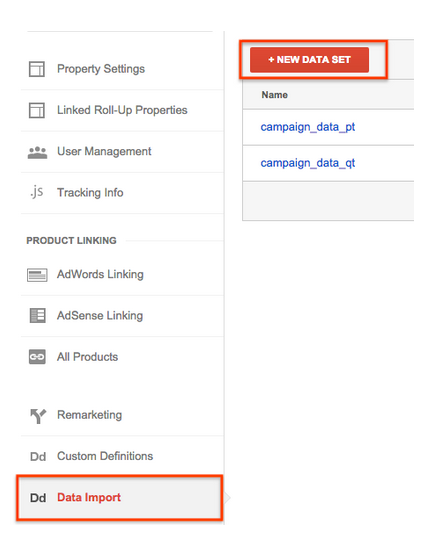 Property Settings
Linked Roll-Up Properties
User Management
.js Tracking Info
PRODUCT LINKING
AdWords Linking
AdSense Linking
All Products
Remarketing
Dd Custom Definitions
Dd Data Import
+ NEW DATA SET
Name
campaign_data_pt
campaign_data_qt